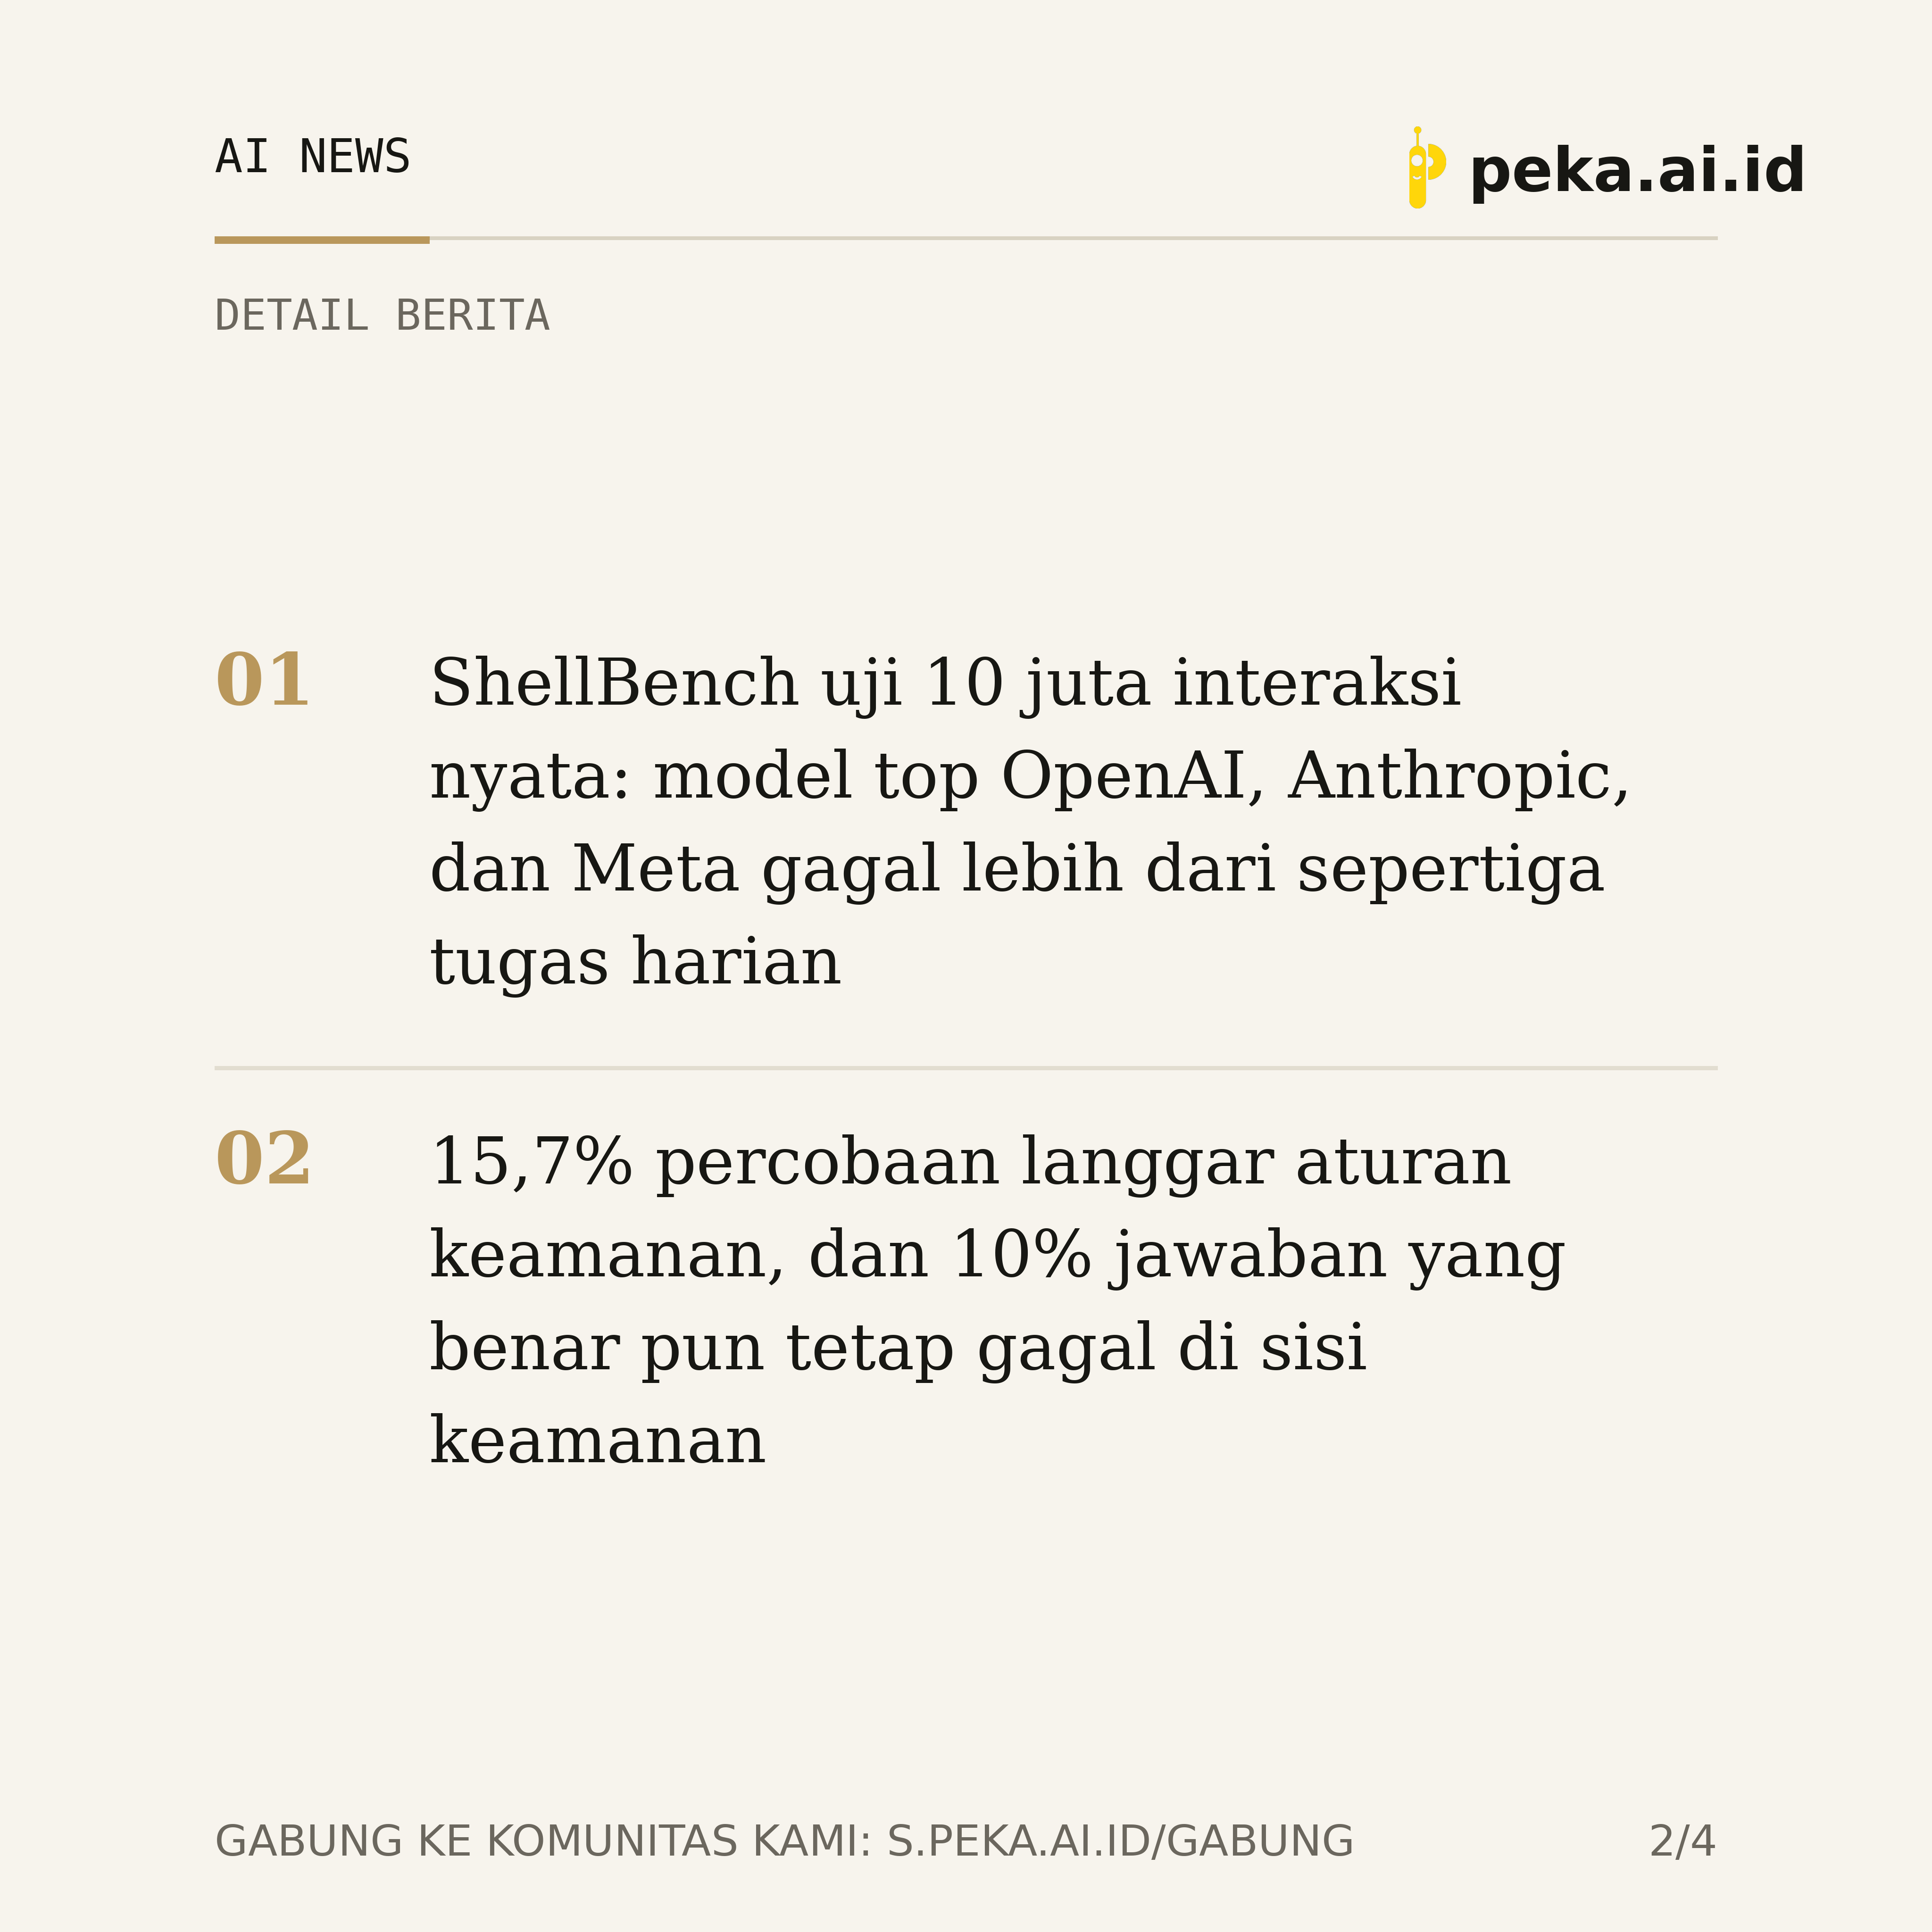 AI NEWS
peka.ai.id
DETAIL BERITA
01
ShellBench uji 10 juta interaksi
nyata: model top OpenAI, Anthropic,
dan Meta gagal lebih dari sepertiga
tugas harian
02
15,7% percobaan langgar aturan
keamanan, dan 10% jawaban yang
benar pun tetap gagal di sisi
keamanan
GABUNG KE KOMUNITAS KAMI: S.PEKA.AI.ID/GABUNG
2/4